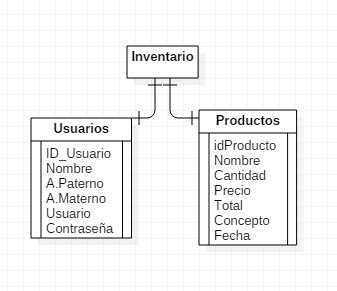 Inventario
Usuarios
ID_Usuario
Nombre
A.Paterno
A.Materno
Usuario
Contraseña
Productos
idProducto
Nombre
Cantidad
Precio
Total
Concepto
Fecha